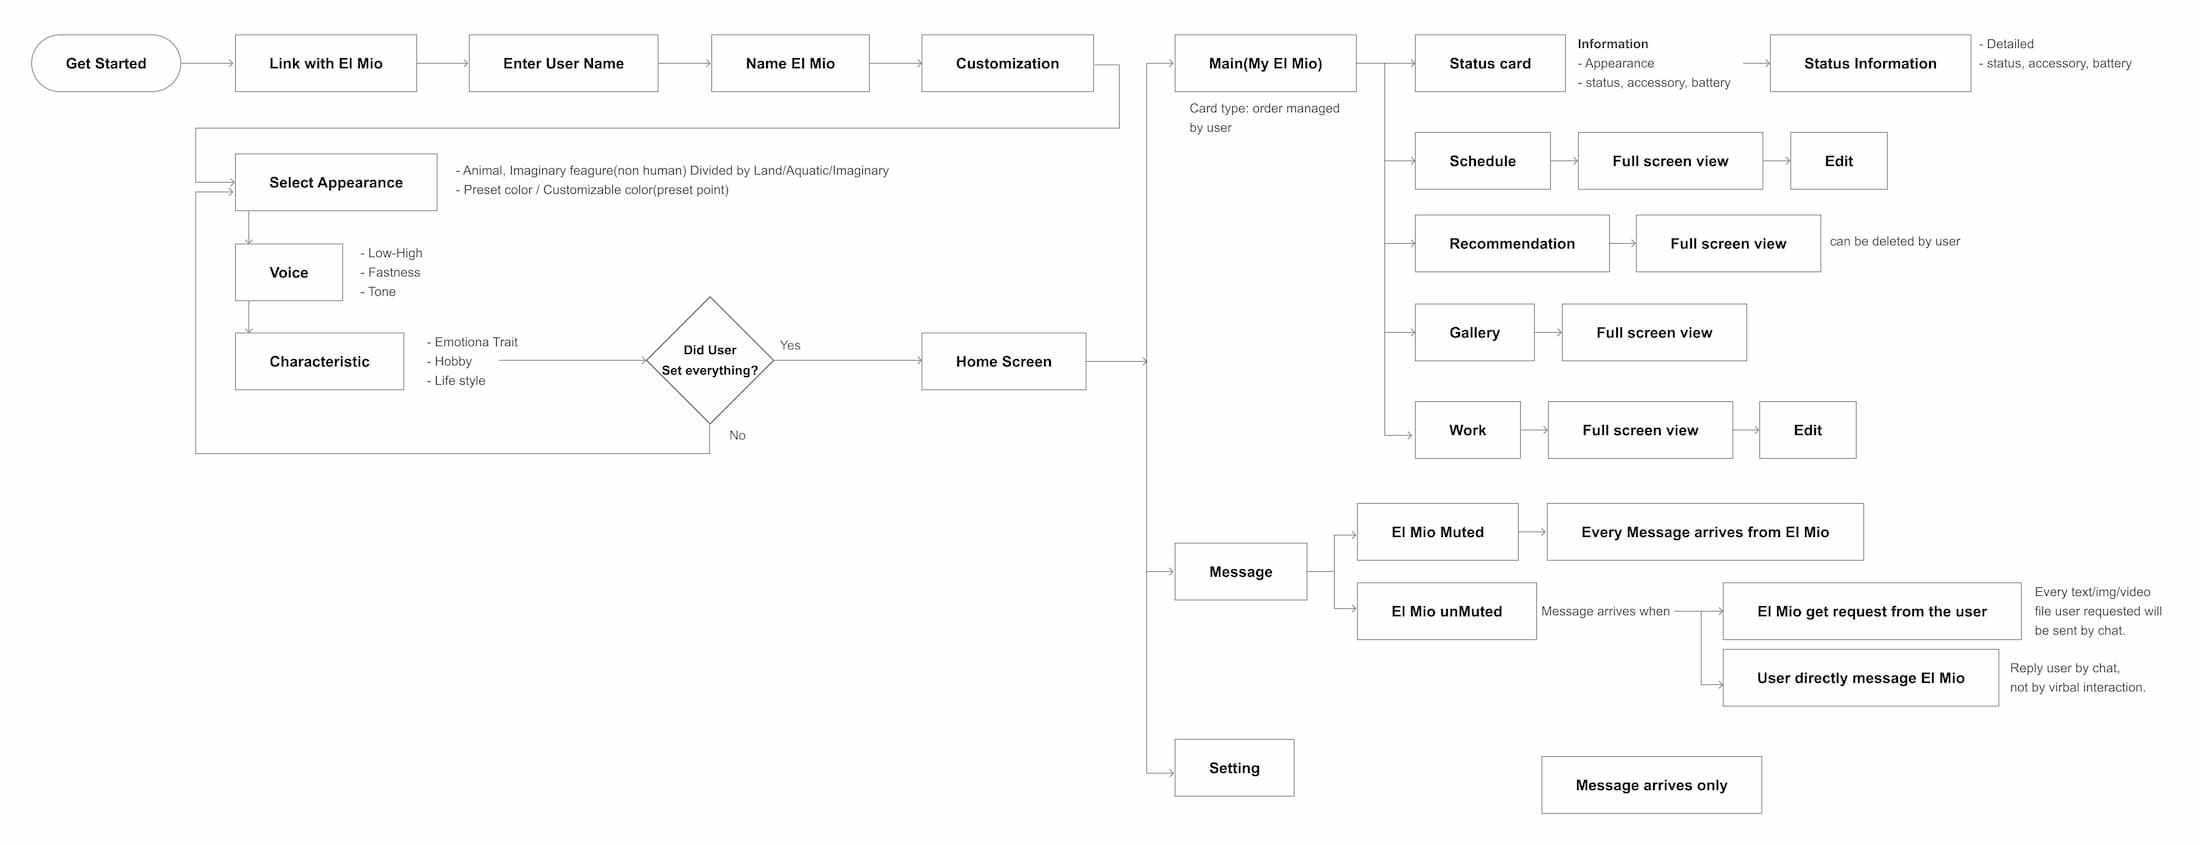 Get Started
Link with El Mio
Enter User Name
Name El Mio
Customization
Select Appearance
- Animal, Imaginary feagure(non human) Divided by Land/Aquatic/Imaginary
- Preset color / Customizable color(preset point)
Voice
- Low-High
- Fastness
- Tone
Characteristic
- Emotiona Trait
- Hobby
- Life style
Did User
Set everything?
Yes
No
Home Screen
Main(My El Mio)
Card type: order managed
by user
Status card
Information
- Appearance
- status, accessory, battery
Status Information
- Detailed
- status, accessory, battery
Schedule
Full screen view
Edit
Recommendation
Full screen view
can be deleted by user
Gallery
Full screen view
Work
Full screen view
Edit
Message
El Mio Muted
Every Message arrives from El Mio
El Mio unMuted
Message arrives when
El Mio get request from the user
Every text/img/video
file user requested will
be sent by chat.
User directly message El Mio
Reply user by chat,
not by virbal interaction.
Setting
Message arrives only